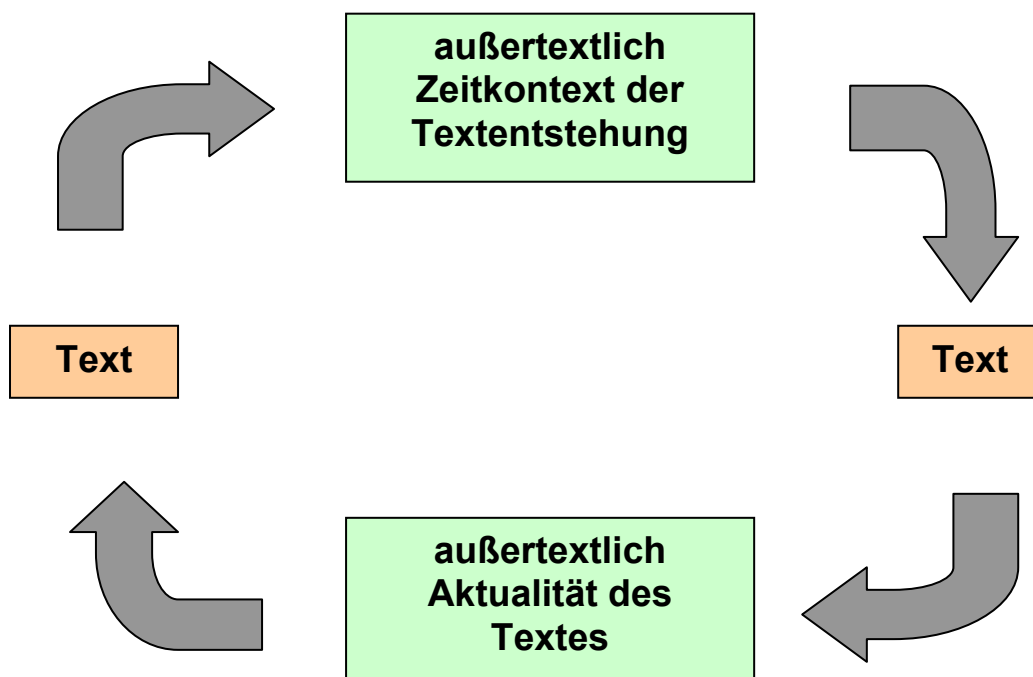 außertextlich
Zeitkontext der
Textentstehung
Text
Text
außertextlich
Aktualität des
Textes